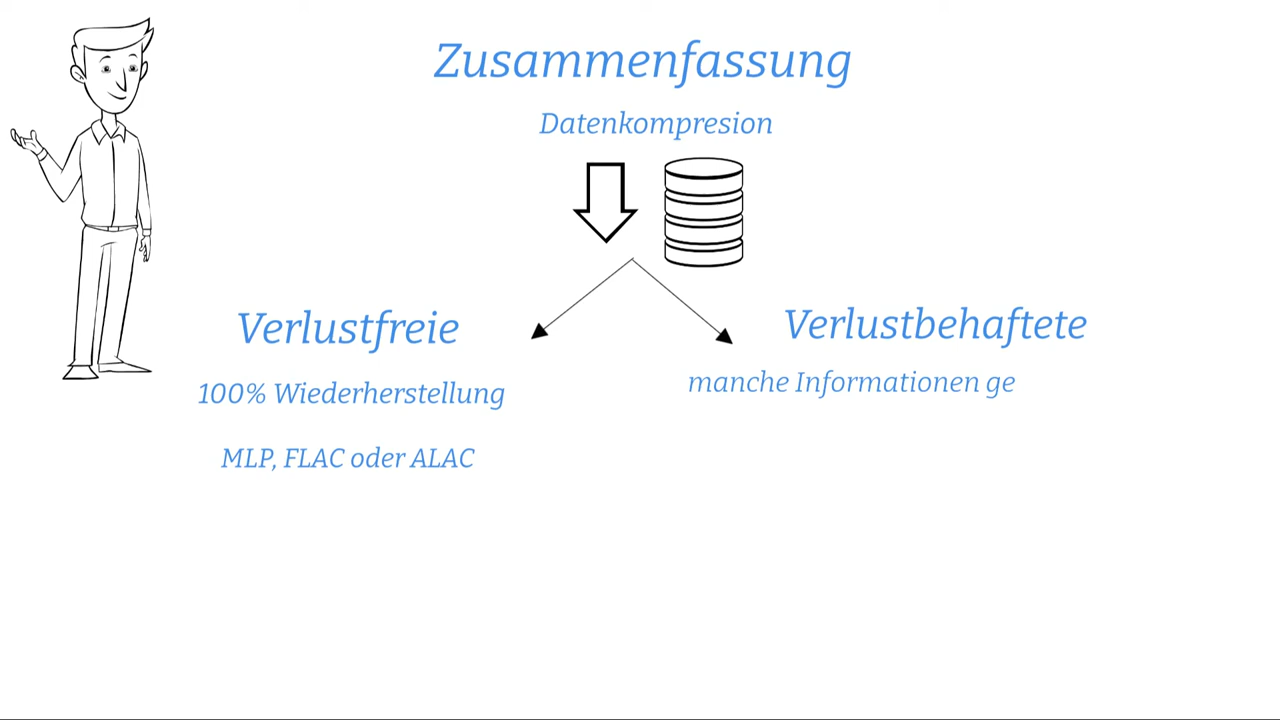 Zusammenfassung
Datenkompresion
Verlustfreie
100% Wiederherstellung
MLP, FLAC oder ALAC
Verlustbehaftete
manche Informationen ge